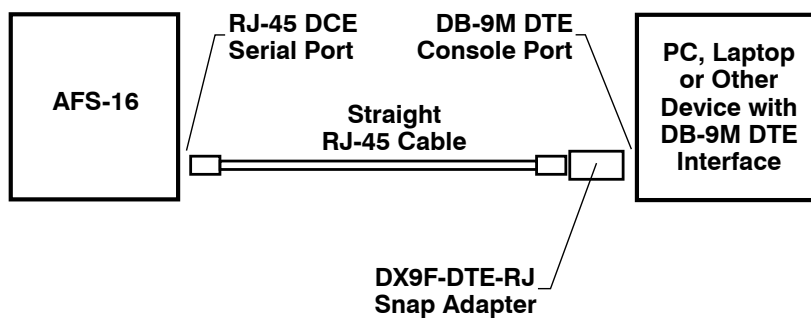 AFS-16
RJ-45 DCE
Serial Port
DB-9M DTE
Console Port
Straight
RJ-45 Cable
PC, Laptop
or Other
Device with
DB-9M DTE
Interface
DX9F-DTE-RJ
Snap Adapter